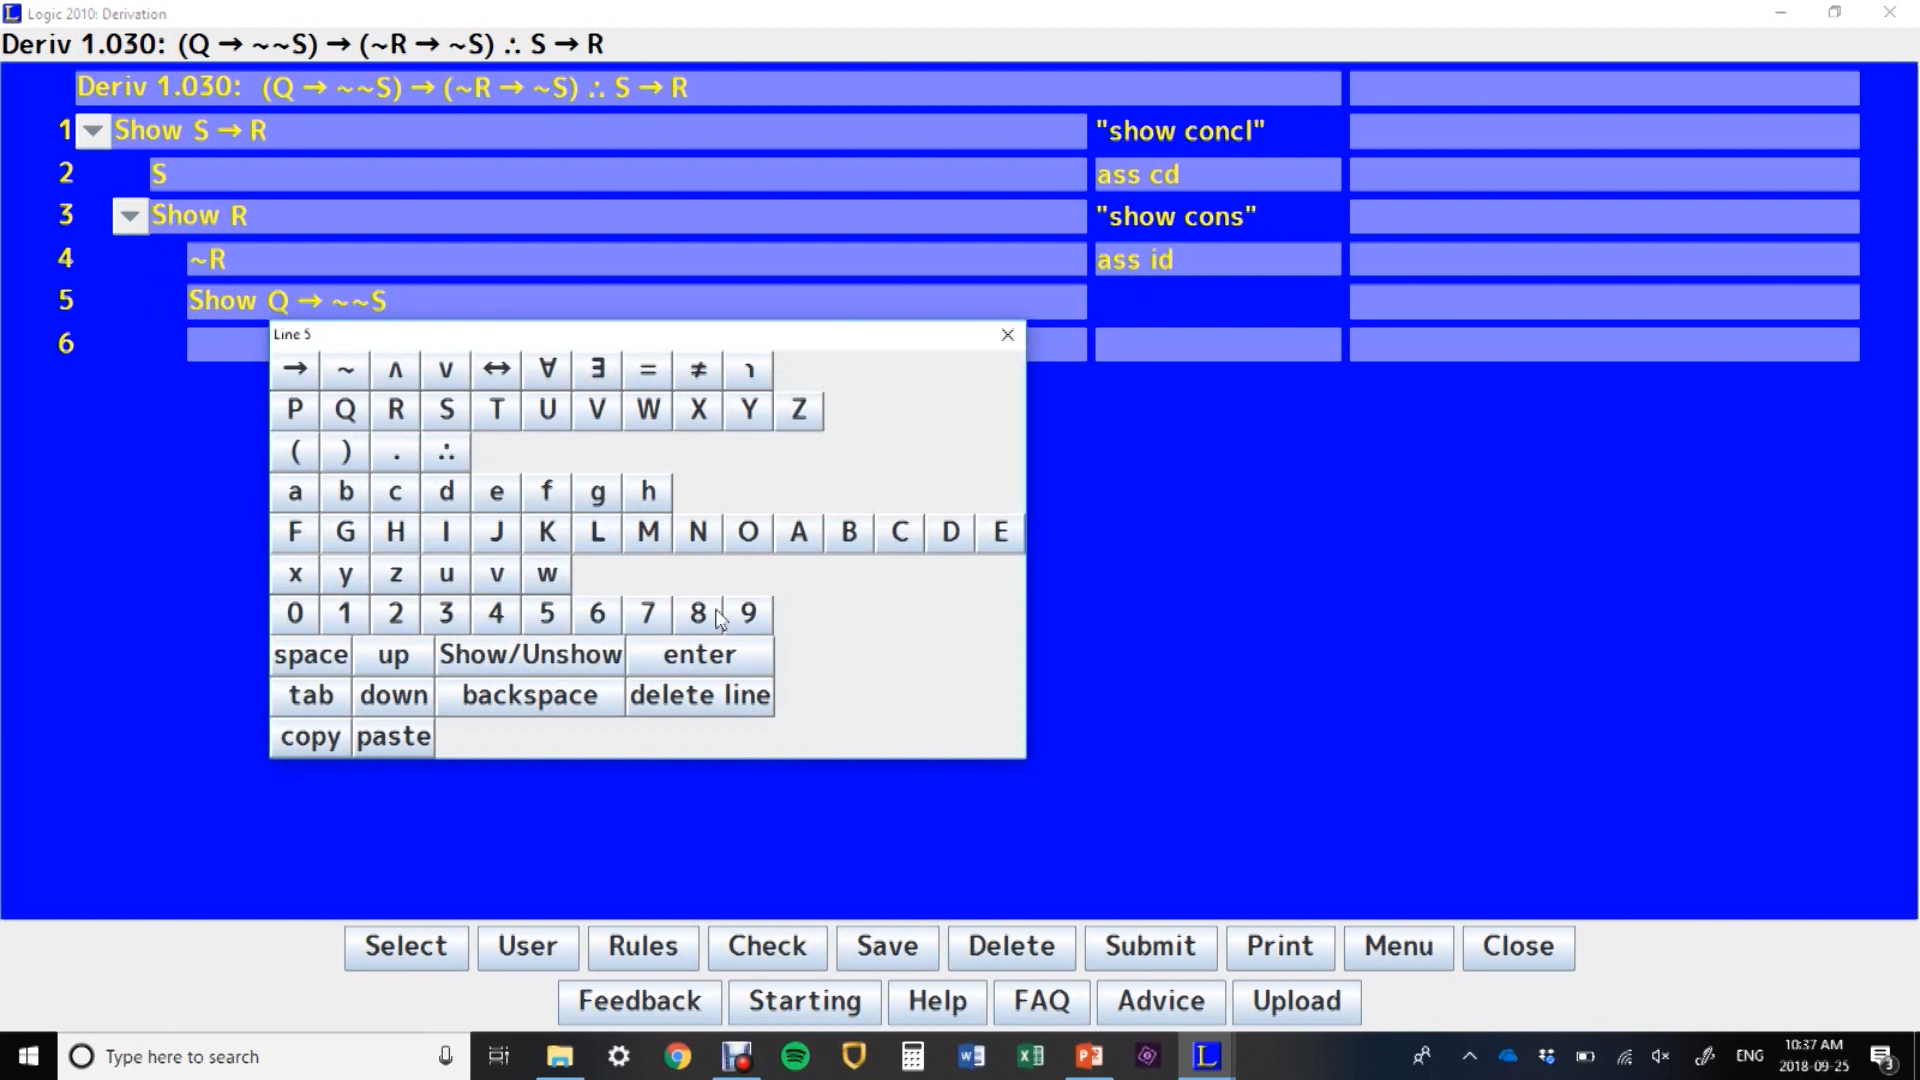 Logic 2010: Derivation
Deriv 1.030: (Q → ~~S) → (~R → ~S) ∴ S → R
Deriv 1.030: (Q → ~~S) → (~R → ~S) ∴ S → R
1 Show S → R "show concl"
2 S ass cd
3 Show R "show cons"
4 ~R ass id
5 Show Q → ~~S
6
Line 5
→ ~ ∧ ∨ ↔ ∀ ∃ = ≠ ℩
P Q R S T U V W X Y Z
( ) . ∴
a b c d e f g h
F G H I J K L M N O A B C D E
x y z u v w
0 1 2 3 4 5 6 7 8 9
space up Show/Unshow enter
tab down backspace delete line
copy paste
Select User Rules Check Save Delete Submit Print Menu Close
Feedback Starting Help FAQ Advice Upload
Type here to search
ENG
10:37 AM
2018-09-25
3